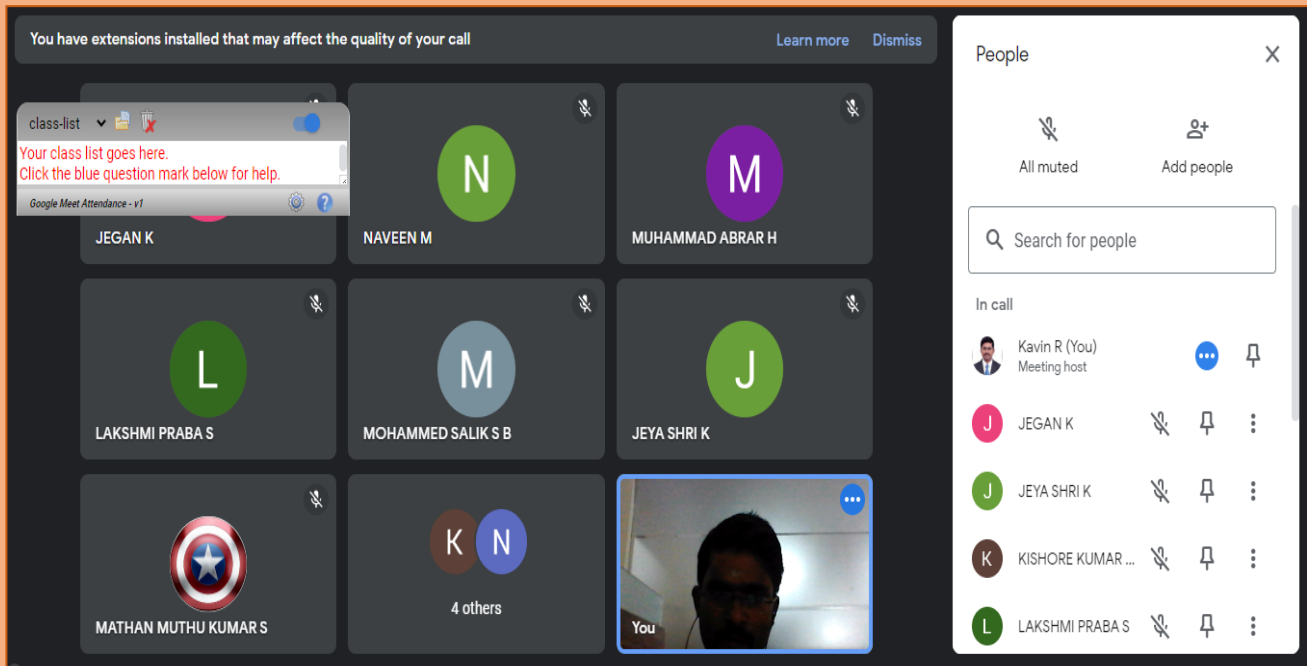 You have extensions installed that may affect the quality of your call
Learn more
Dismiss
class-list
Your class list goes here.
Click the blue question mark below for help.
Google Meet Attendance - v1
?
JEGAN K
N
NAVEEN M
M
MUHAMMAD ABRAR H
L
LAKSHMI PRABA S
M
MOHAMMED SALIK S B
J
JEYA SHRI K
MATHAN MUTHU KUMAR S
K
N
4 others
You
People
All muted
Add people
Search for people
In call
Kavin R (You)
Meeting host
J
JEGAN K
J
JEYA SHRI K
K
KISHORE KUMAR ...
L
LAKSHMI PRABA S